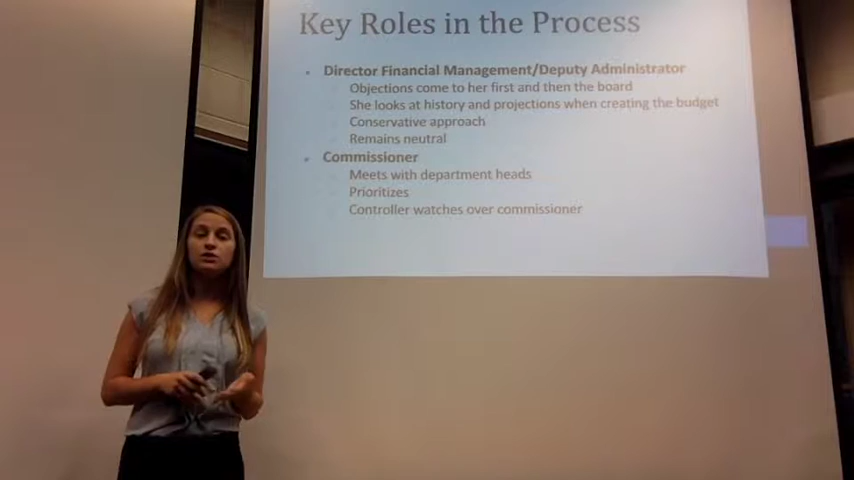 Key Roles in the Process
• Director Financial Management/Deputy Administrator
Objections come to her first and then the board
She looks at history and projections when creating the budget
Conservative approach
Remains neutral
• Commissioner
Meets with department heads
Prioritizes
Controller watches over commissioner